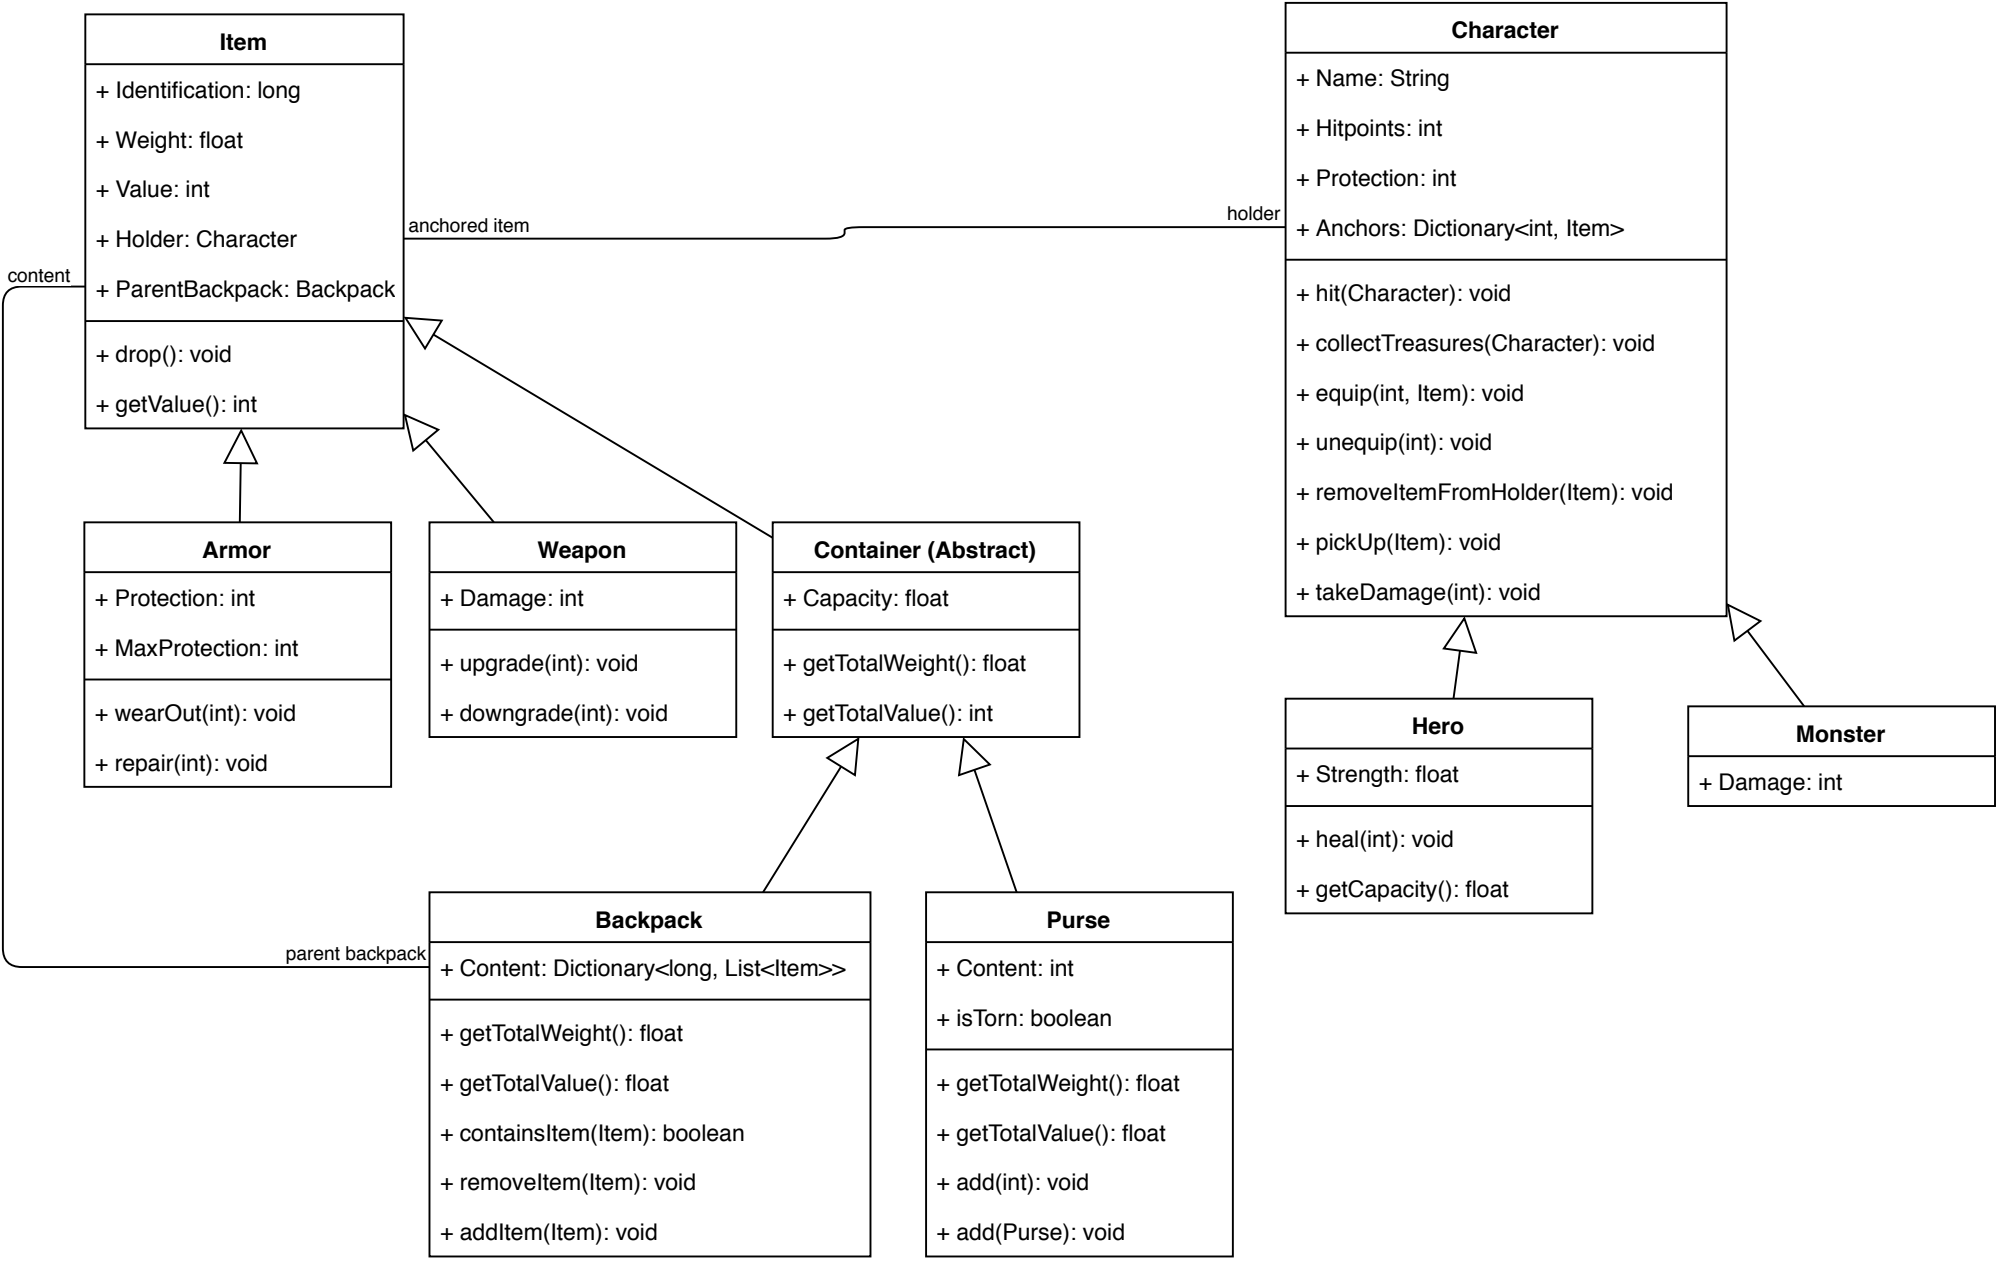 Item
+ Identification: long
+ Weight: float
+ Value: int
+ Holder: Character
+ ParentBackpack: Backpack
+ drop(): void
+ getValue(): int
anchored item
holder
content
parent backpack
Character
+ Name: String
+ Hitpoints: int
+ Protection: int
+ Anchors: Dictionary<int, Item>
+ hit(Character): void
+ collectTreasures(Character): void
+ equip(int, Item): void
+ unequip(int): void
+ removeItemFromHolder(Item): void
+ pickUp(Item): void
+ takeDamage(int): void
Armor
+ Protection: int
+ MaxProtection: int
+ wearOut(int): void
+ repair(int): void
Weapon
+ Damage: int
+ upgrade(int): void
+ downgrade(int): void
Container (Abstract)
+ Capacity: float
+ getTotalWeight(): float
+ getTotalValue(): int
Hero
+ Strength: float
+ heal(int): void
+ getCapacity(): float
Monster
+ Damage: int
Backpack
+ Content: Dictionary<long, List<Item>>
+ getTotalWeight(): float
+ getTotalValue(): float
+ containsItem(Item): boolean
+ removeItem(Item): void
+ addItem(Item): void
Purse
+ Content: int
+ isTorn: boolean
+ getTotalWeight(): float
+ getTotalValue(): float
+ add(int): void
+ add(Purse): void